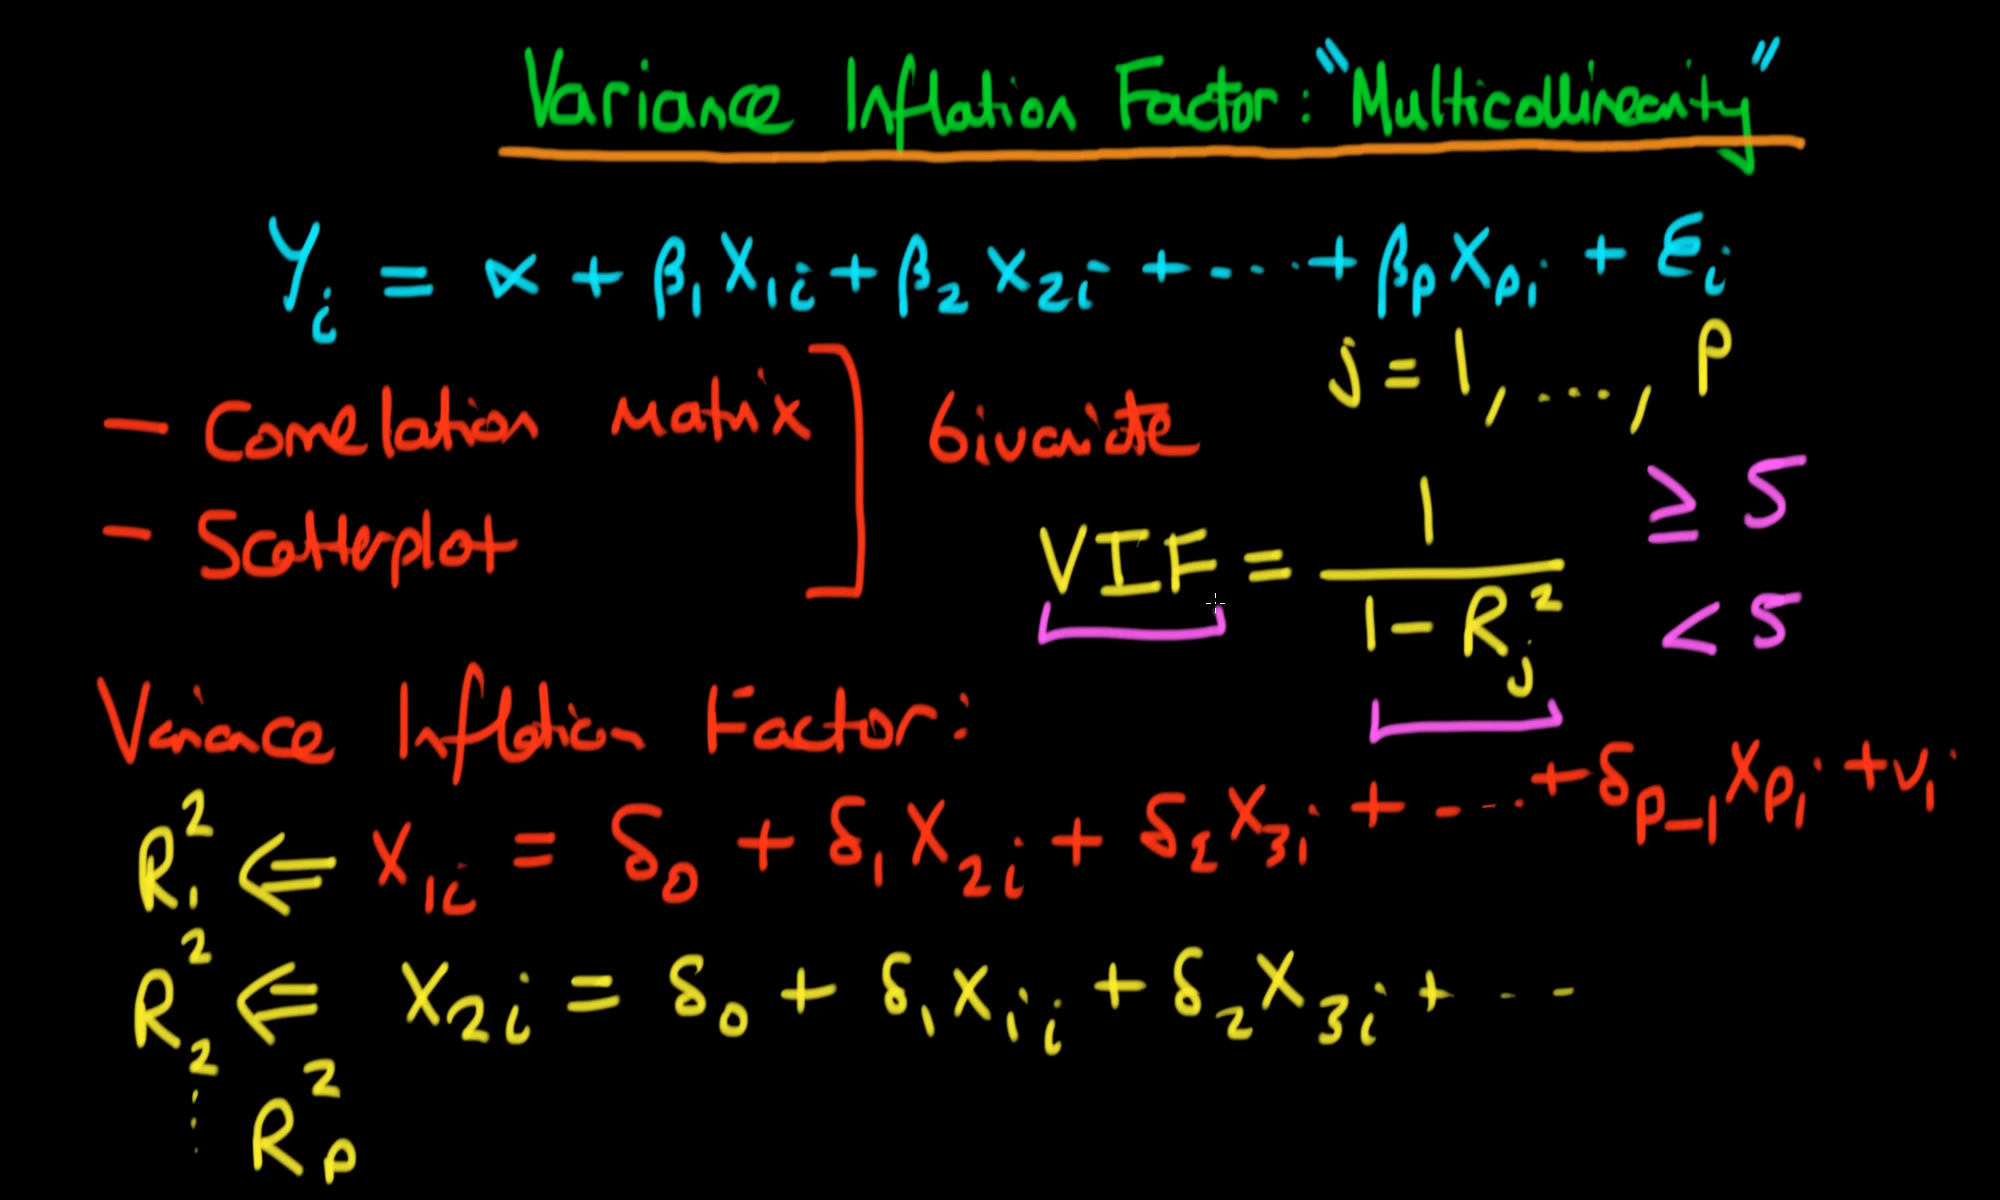 Variance Inflation Factor: "Multicollinearity"
Yᵢ = α + β₁X₁ᵢ + β₂X₂ᵢ + --- + βₚXₚᵢ + εᵢ
j = 1, ..., p
- Correlation Matrix
bivariate
- Scatterplot
VIF = 1 / (1 - Rⱼ²)
≥ 5
< 5
Variance Inflation Factor:
R₁² ⇐ X₁ᵢ = δ₀ + δ₁X₂ᵢ + δ₂X₃ᵢ + --- + δₚ₋₁Xₚᵢ + vᵢ
R₂² ⇐ X₂ᵢ = δ₀ + δ₁X₁ᵢ + δ₂X₃ᵢ + ---
⋮ Rₚ²